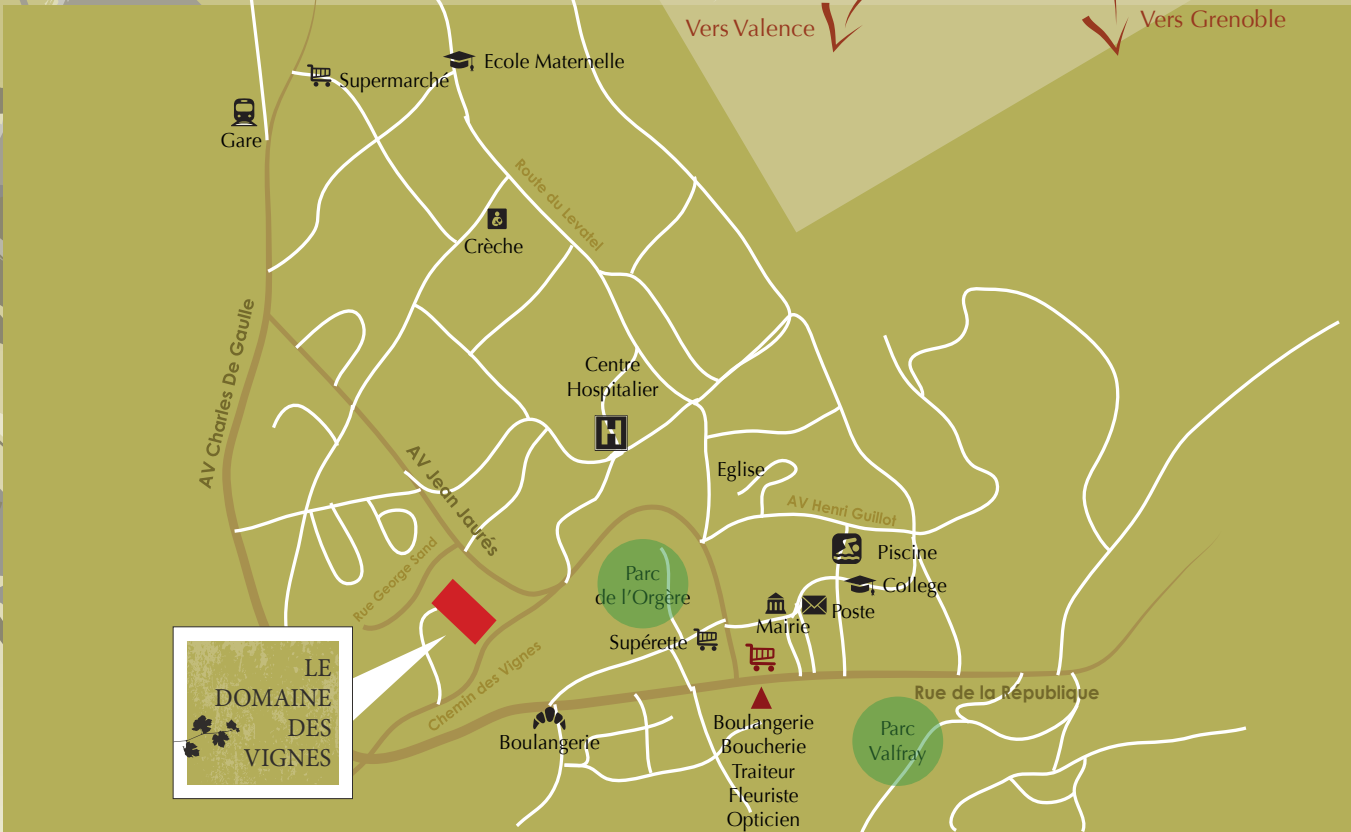 Vers Valence
Vers Grenoble
Ecole Maternelle
Supermarché
Gare
Route du Levatel
Crèche
AV Charles De Gaulle
Centre
Hospitalier
AV Jean Jaurés
Eglise
AV Henri Guillot
Rue George Sand
Piscine
Parc
de l'Orgère
College
Poste
Mairie
Supérette
LE
DOMAINE
DES
VIGNES
Chemin des Vignes
Rue de la République
Boulangerie
Boulangerie
Boucherie
Traiteur
Fleuriste
Opticien
Parc
Valfray
H